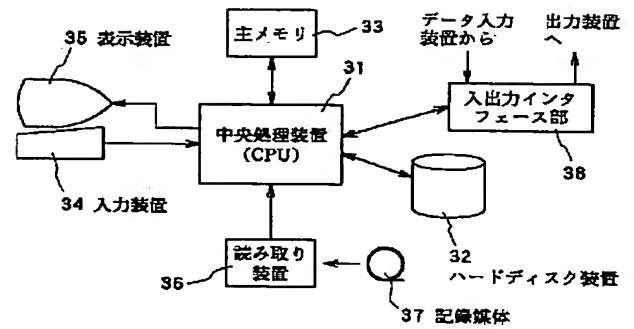 35 表示装置
主メモリ
33
データ入力
装置から
出力装置
へ
31
中央処理装置
(CPU)
入出力インタ
フェース部
38
34 入力装置
32
ハードディスク装置
読み取り
装置
36
37 記録媒体